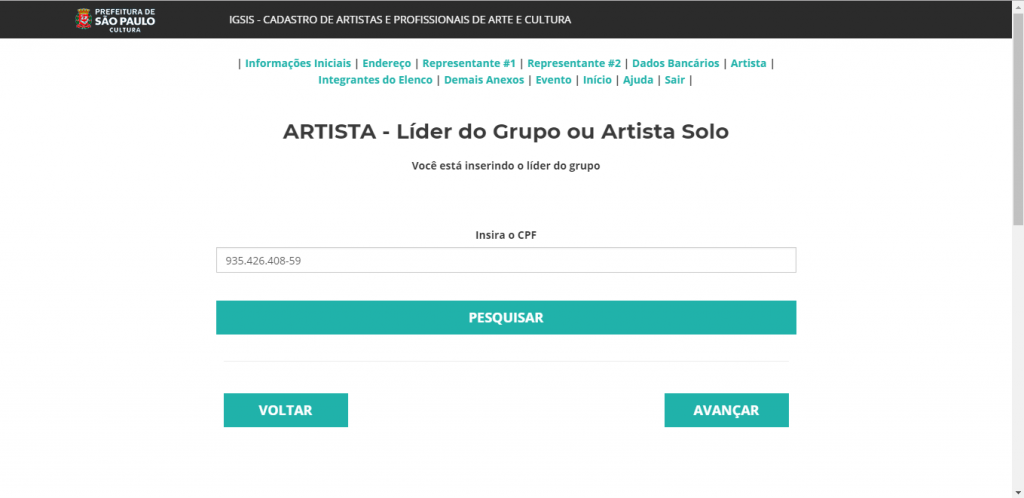 PREFEITURA DE
SÃO PAULO
CULTURA
IGSIS - CADASTRO DE ARTISTAS E PROFISSIONAIS DE ARTE E CULTURA
| Informações Iniciais | Endereço | Representante #1 | Representante #2 | Dados Bancários | Artista |
Integrantes do Elenco | Demais Anexos | Evento | Início | Ajuda | Sair |
ARTISTA - Líder do Grupo ou Artista Solo
Você está inserindo o líder do grupo
Insira o CPF
935.426.408-59
PESQUISAR
VOLTAR
AVANÇAR